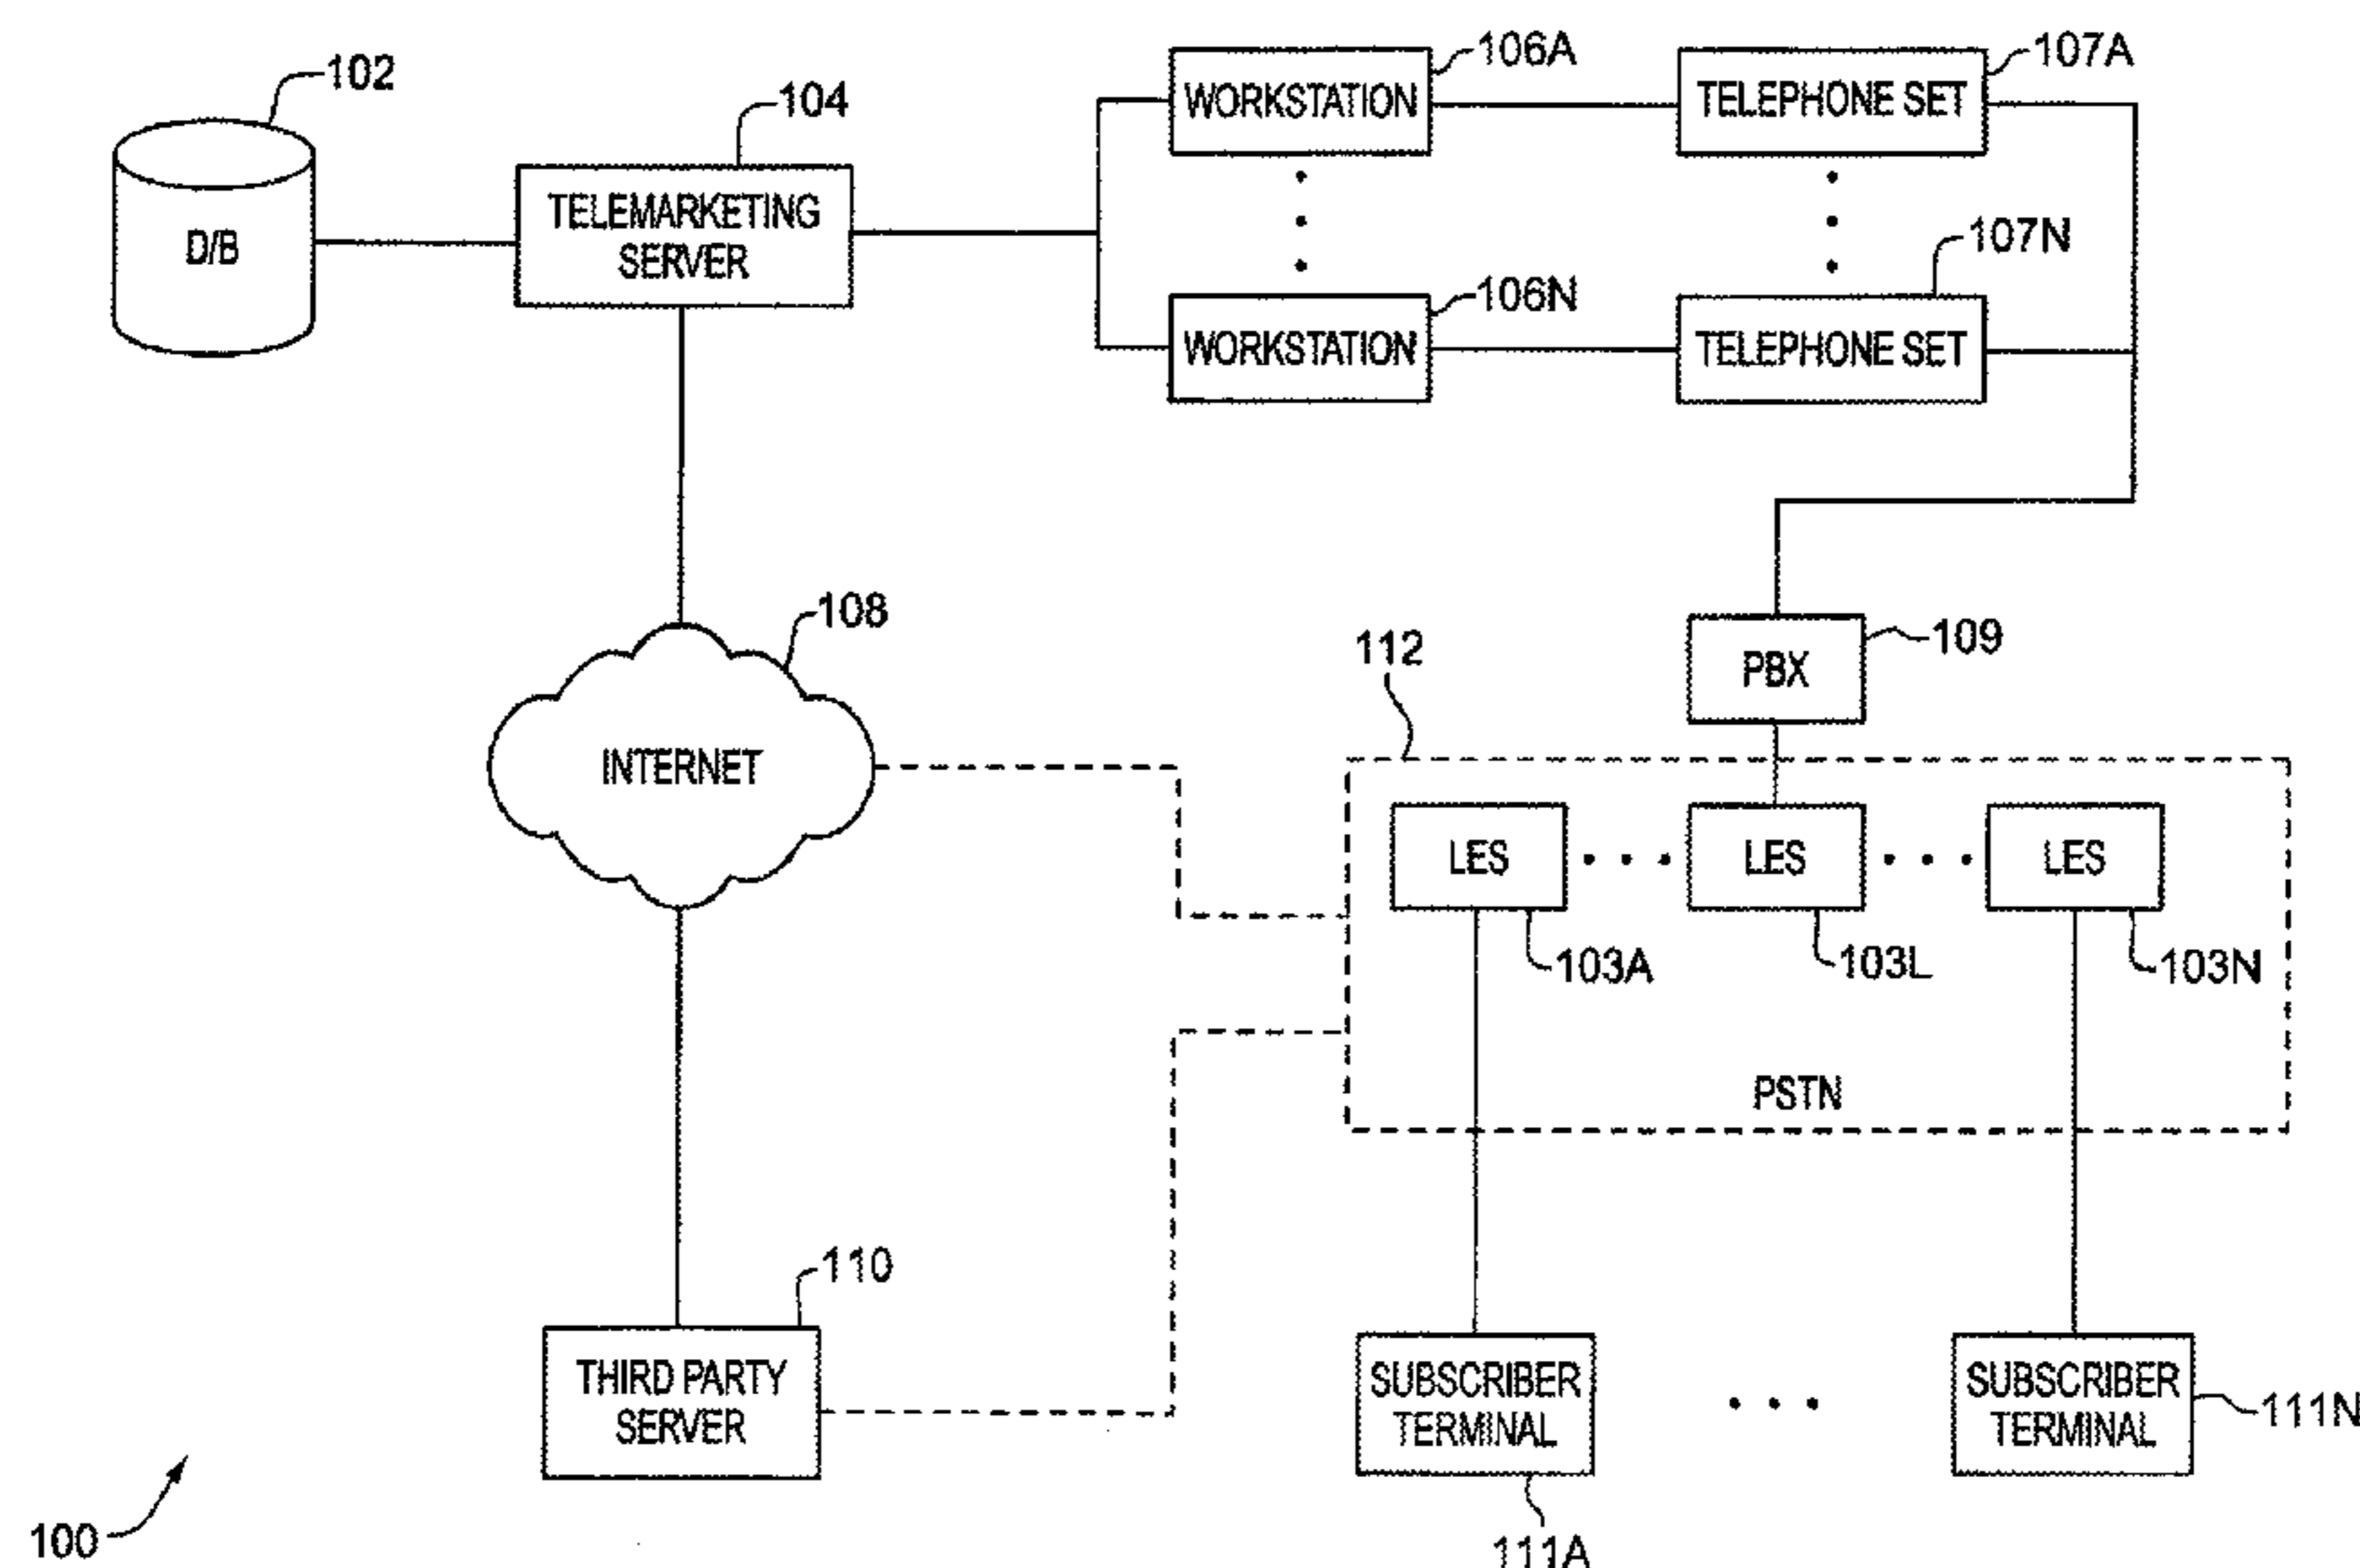 102
D/B
104
TELEMARKETING
SERVER
106A
WORKSTATION
107A
TELEPHONE SET
106N
WORKSTATION
107N
TELEPHONE SET
108
INTERNET
109
PBX
112
LES
LES
LES
103A
103L
103N
PSTN
110
THIRD PARTY
SERVER
SUBSCRIBER
TERMINAL
111A
SUBSCRIBER
TERMINAL
111N
100